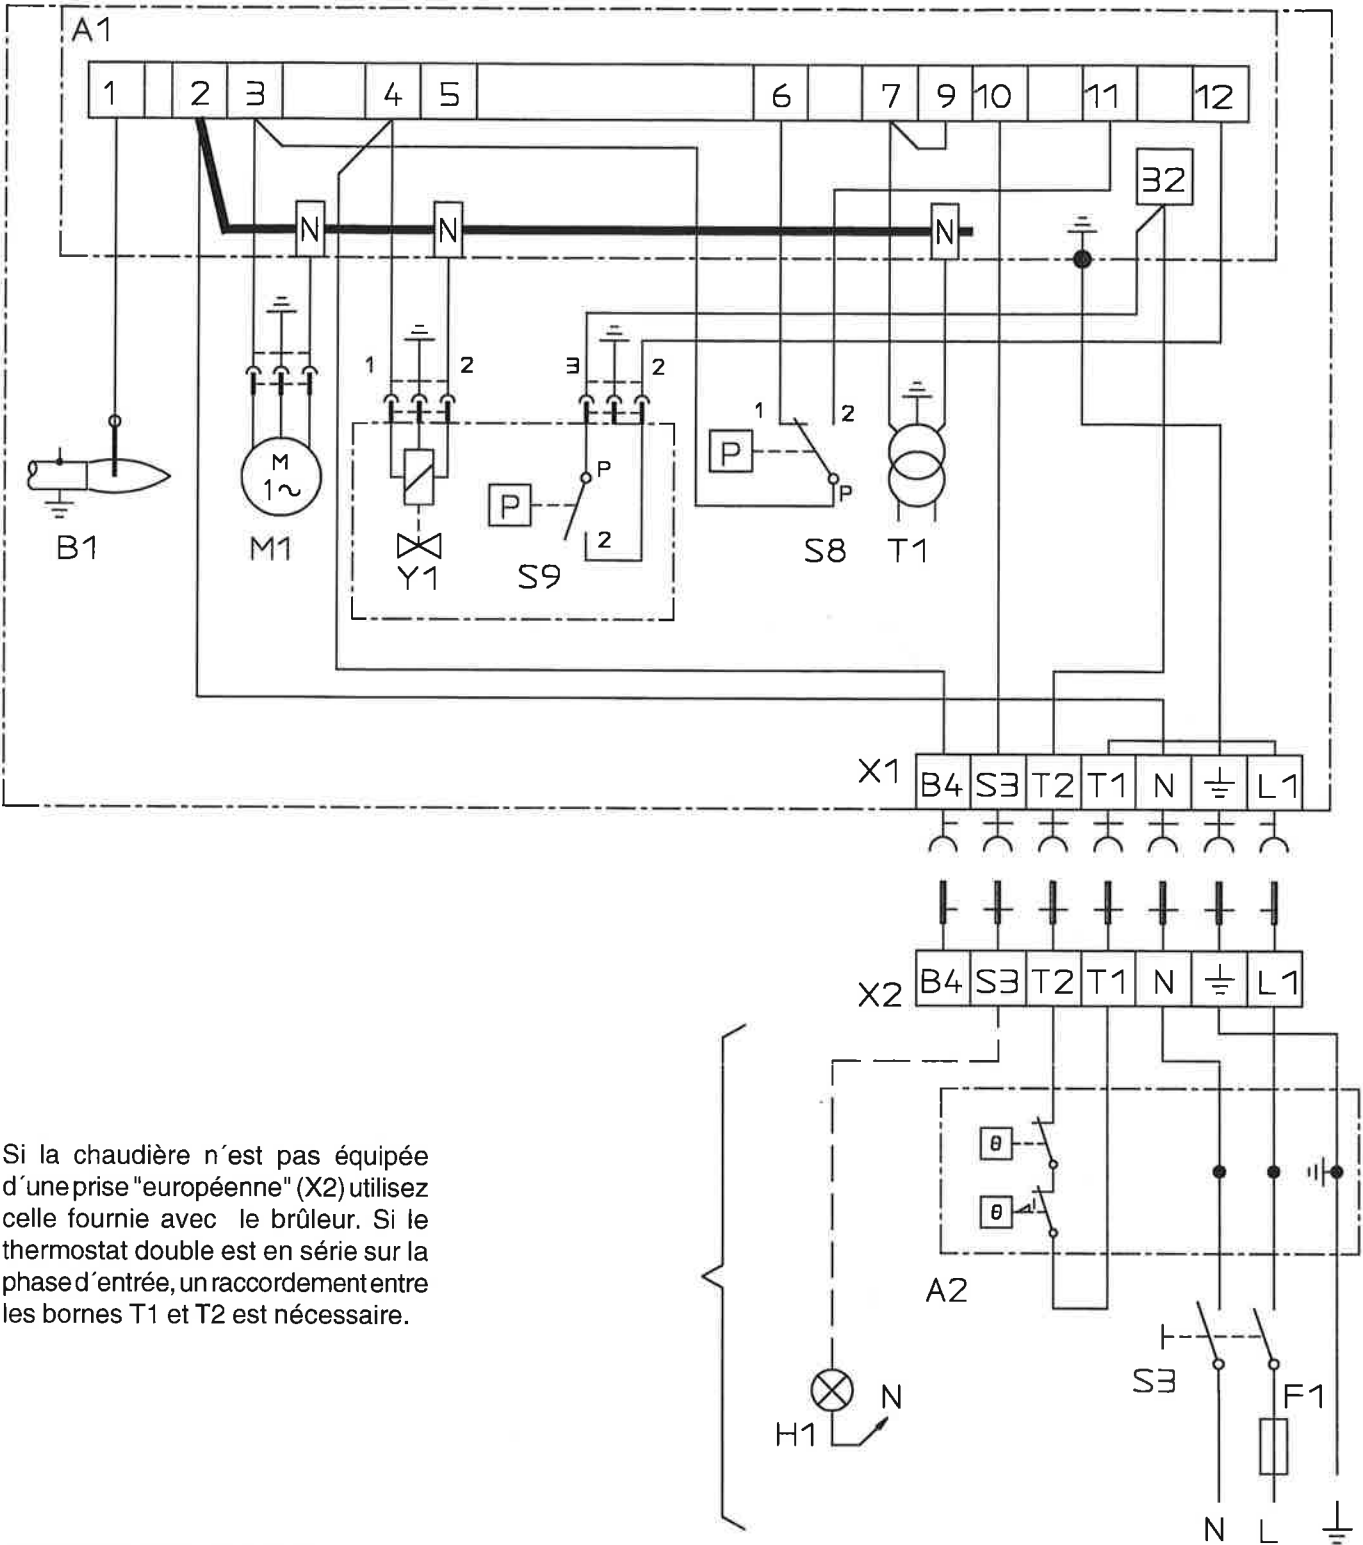 A1
1 2 3 4 5 6 7 9 10 11 12
B2
N N N
1 2 3 2
1 2
P
P
P
M
1~
P
2
B1 M1 Y1 S9 S8 T1
X1 B4 S3 T2 T1 N L1
X2 B4 S3 T2 T1 N L1
θ
θ
A2
S3 F1
H1 N
N L
Si la chaudière n´est pas équipée
d´une prise "européenne" (X2) utilisez
celle fournie avec le brûleur. Si le
thermostat double est en série sur la
phase d´entrée, un raccordement entre
les bornes T1 et T2 est nécessaire.